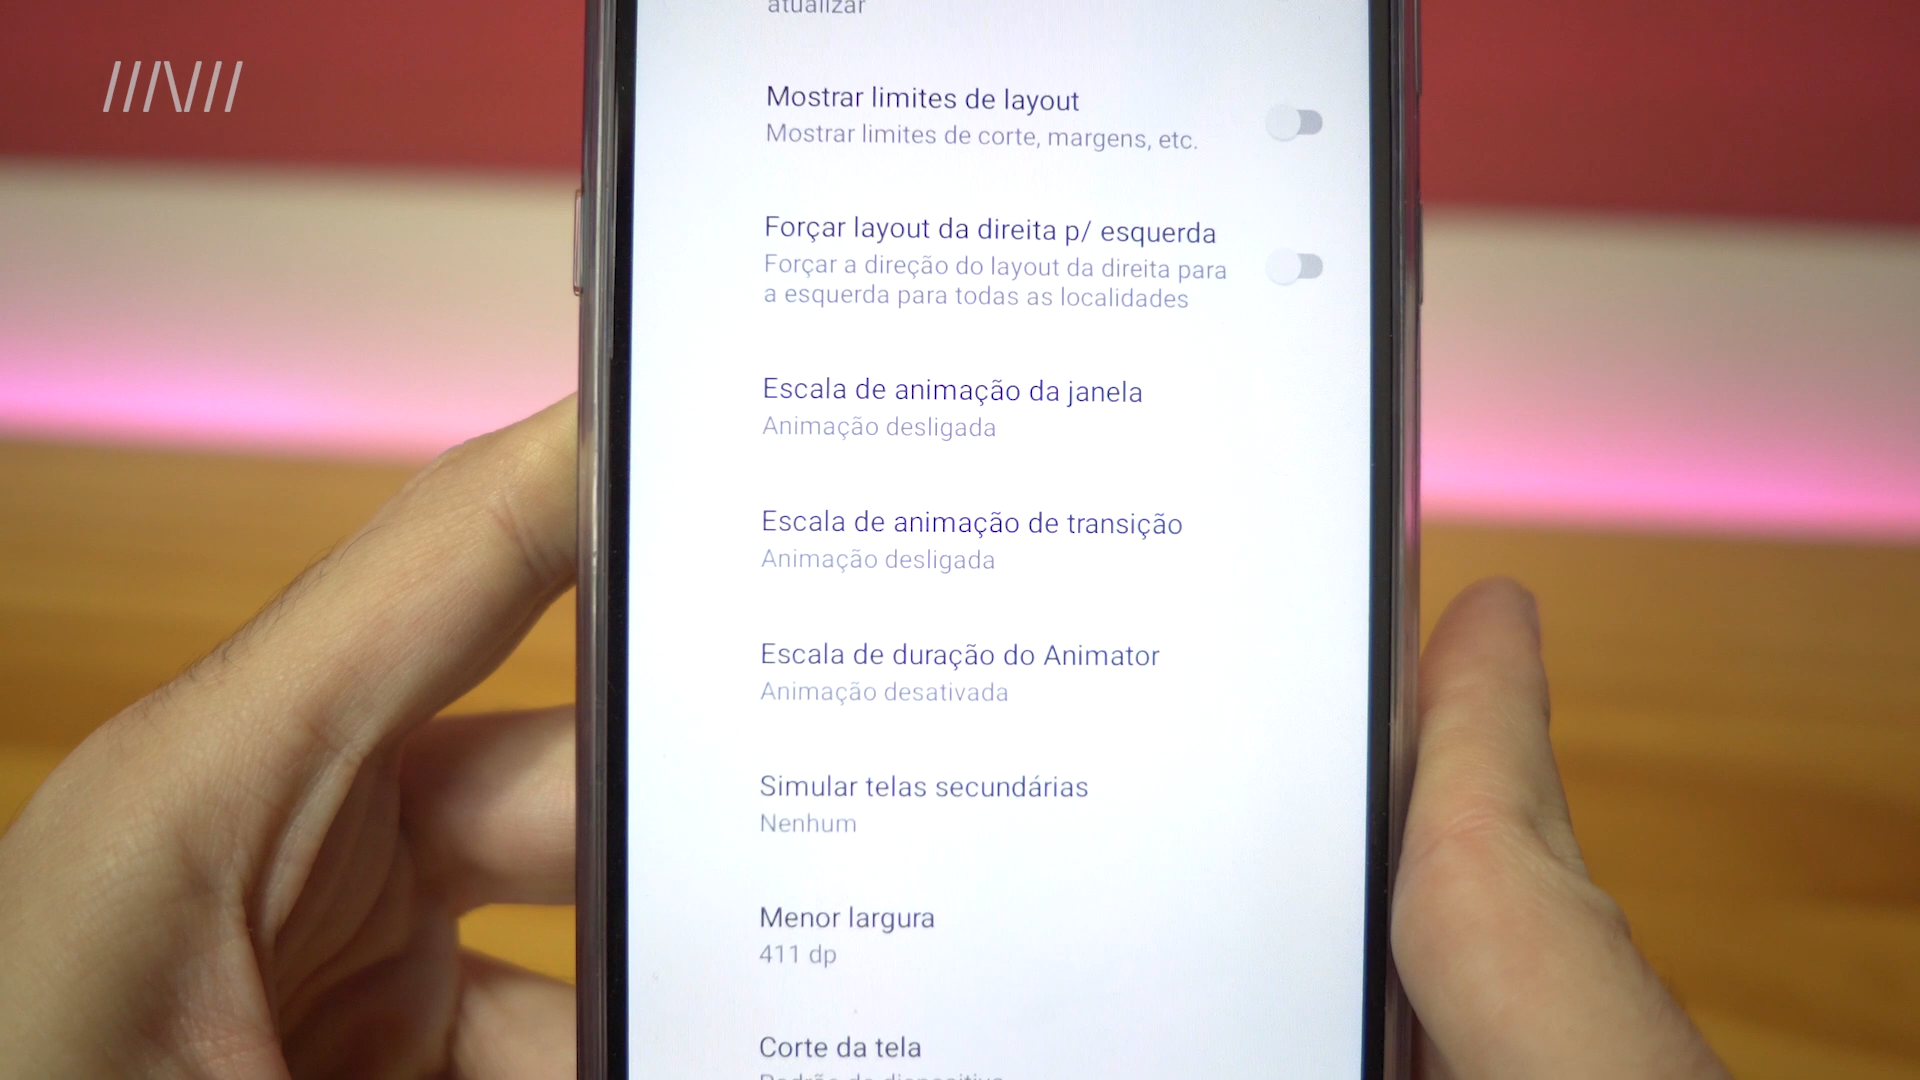 atualizar
Mostrar limites de layout
Mostrar limites de corte, margens, etc.
Forçar layout da direita p/ esquerda
Forçar a direção do layout da direita para
a esquerda para todas as localidades
Escala de animação da janela
Animação desligada
Escala de animação de transição
Animação desligada
Escala de duração do Animator
Animação desativada
Simular telas secundárias
Nenhum
Menor largura
411 dp
Corte da tela